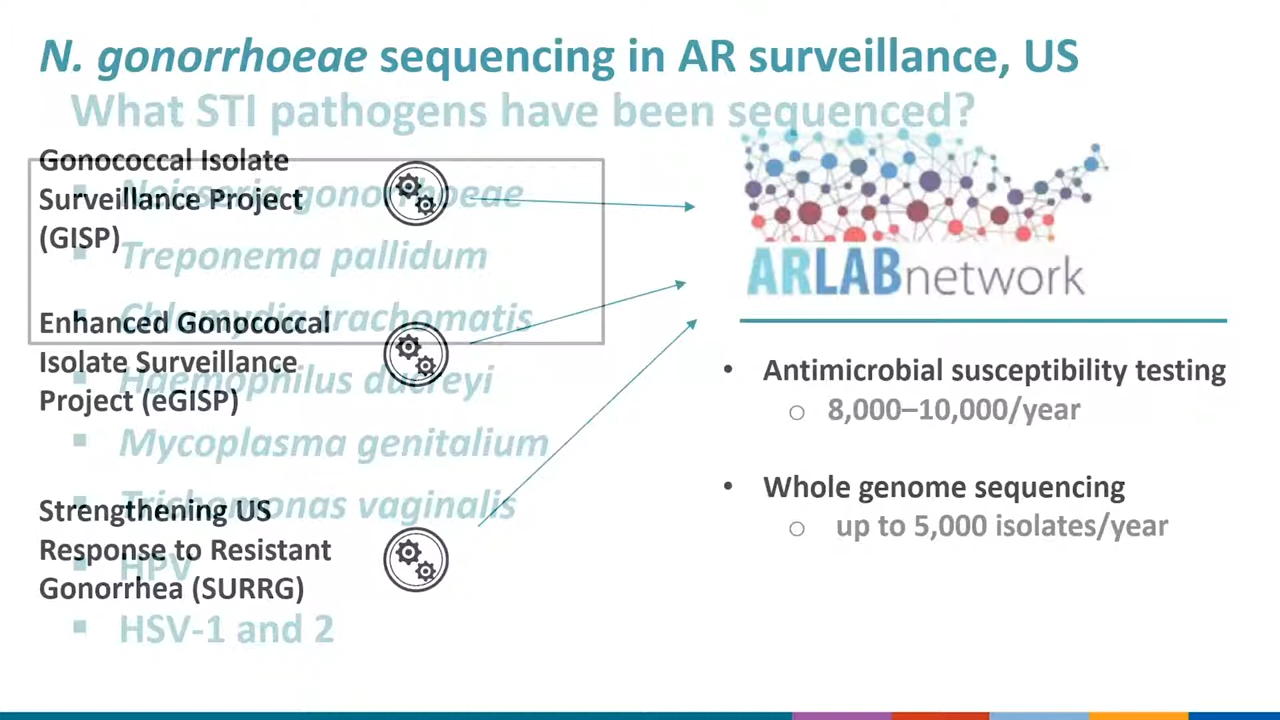 N. gonorrhoeae sequencing in AR surveillance, US
What STI pathogens have been sequenced?
Gonococcal Isolate
Surveillance Project
(GISP)
Enhanced Gonococcal
Isolate Surveillance
Project (eGISP)
Strengthening US
Response to Resistant
Gonorrhea (SURRG)
Neisseria gonorrhoeae
Treponema pallidum
Chlamydia trachomatis
Haemophilus ducreyi
Mycoplasma genitalium
Trichomonas vaginalis
HPV
HSV-1 and 2
ARLABnetwork
• Antimicrobial susceptibility testing
○ 8,000–10,000/year
• Whole genome sequencing
○ up to 5,000 isolates/year